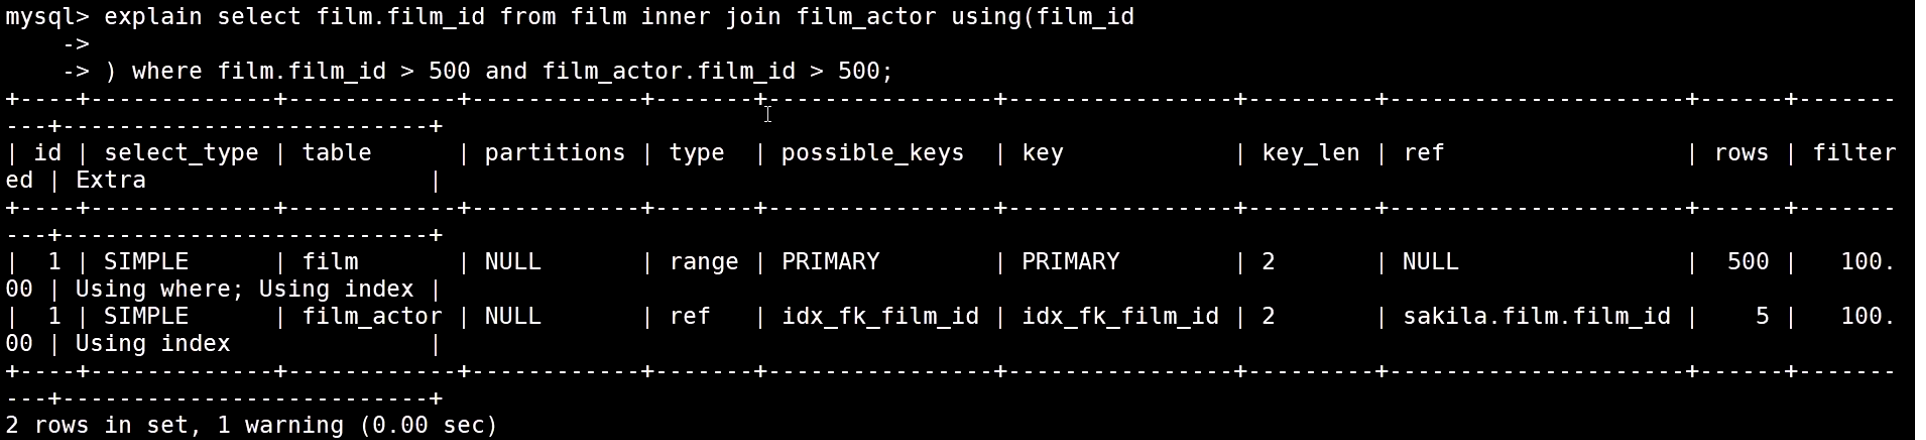 mysql> explain select film.film_id from film inner join film_actor using(film_id
    ->
    -> ) where film.film_id > 500 and film_actor.film_id > 500;
+----+-------------+------------+------------+-------+----------------+----------------+---------+---------------------+------+-------
---+--------------------------+
| id | select_type | table      | partitions | type  | possible_keys  | key            | key_len | ref                 | rows | filter
ed | Extra                    |
+----+-------------+------------+------------+-------+----------------+----------------+---------+---------------------+------+-------
---+--------------------------+
|  1 | SIMPLE      | film       | NULL       | range | PRIMARY        | PRIMARY        | 2       | NULL                |  500 |   100.
00 | Using where; Using index |
|  1 | SIMPLE      | film_actor | NULL       | ref   | idx_fk_film_id | idx_fk_film_id | 2       | sakila.film.film_id |    5 |   100.
00 | Using index              |
+----+-------------+------------+------------+-------+----------------+----------------+---------+---------------------+------+-------
---+--------------------------+
2 rows in set, 1 warning (0.00 sec)